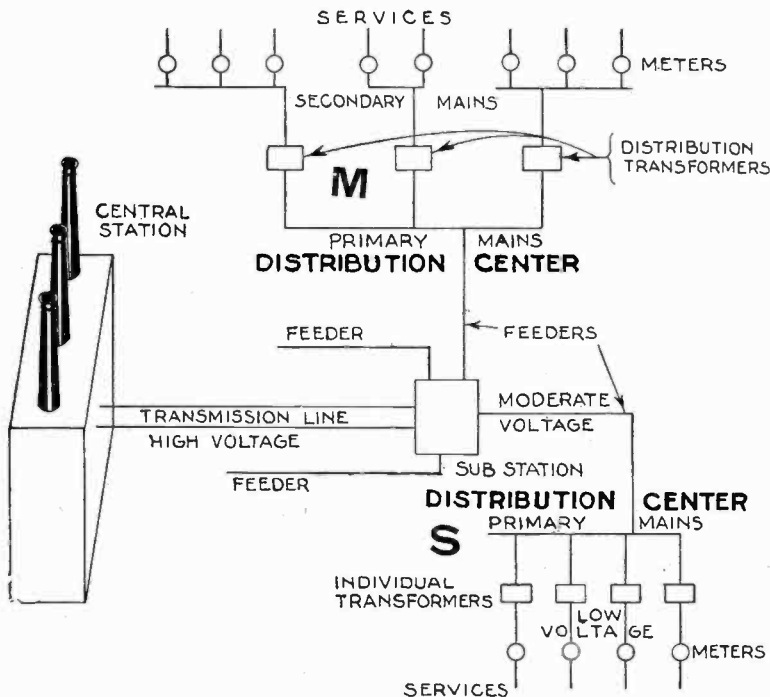 SERVICES
METERS
SECONDARY MAINS
DISTRIBUTION
TRANSFORMERS
M
CENTRAL
STATION
PRIMARY MAINS
DISTRIBUTION CENTER
FEEDER
FEEDERS
MODERATE
VOLTAGE
TRANSMISSION LINE
HIGH VOLTAGE
SUB STATION
FEEDER
DISTRIBUTION CENTER
S
PRIMARY MAINS
INDIVIDUAL
TRANSFORMERS
LOW
VOLTAGE
METERS
SERVICES